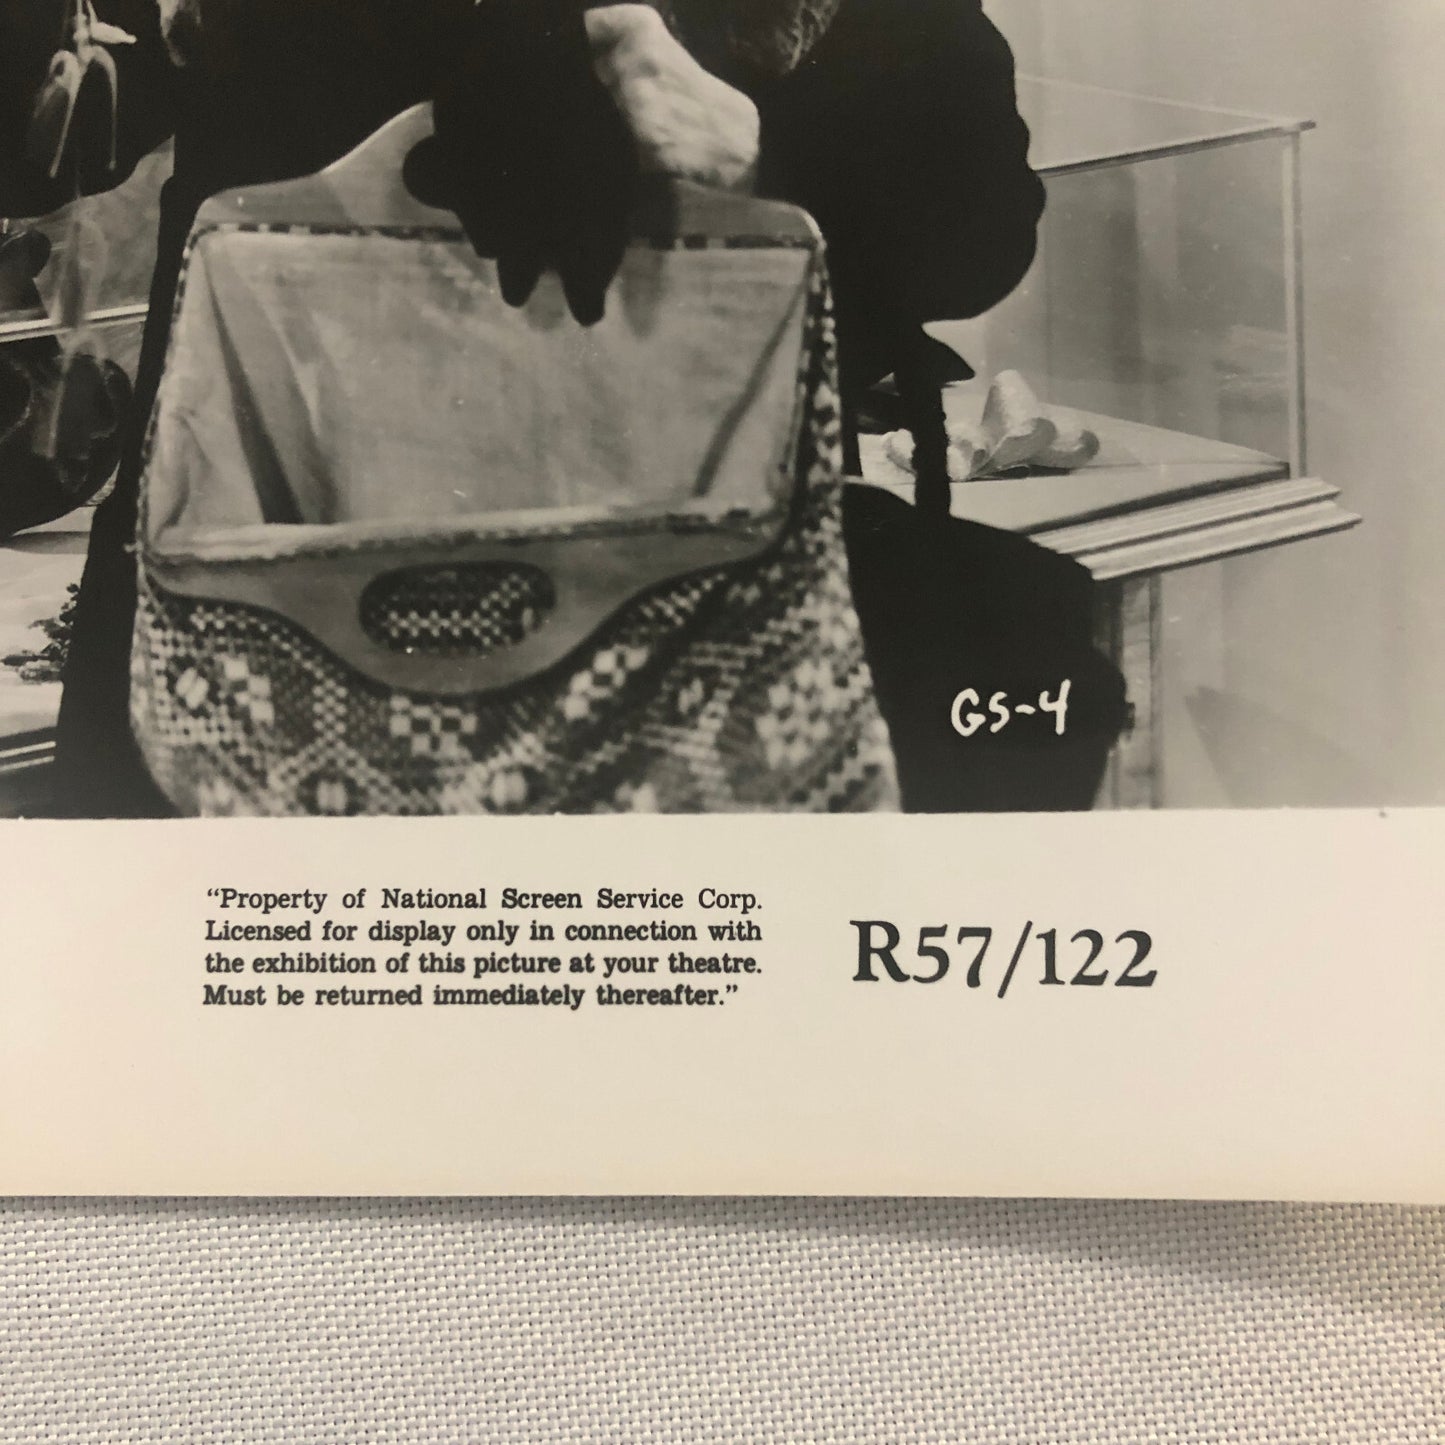 GS-4
“Property of National Screen Service Corp.
Licensed for display only in connection with
the exhibition of this picture at your theatre.
Must be returned immediately thereafter.”
R57/122